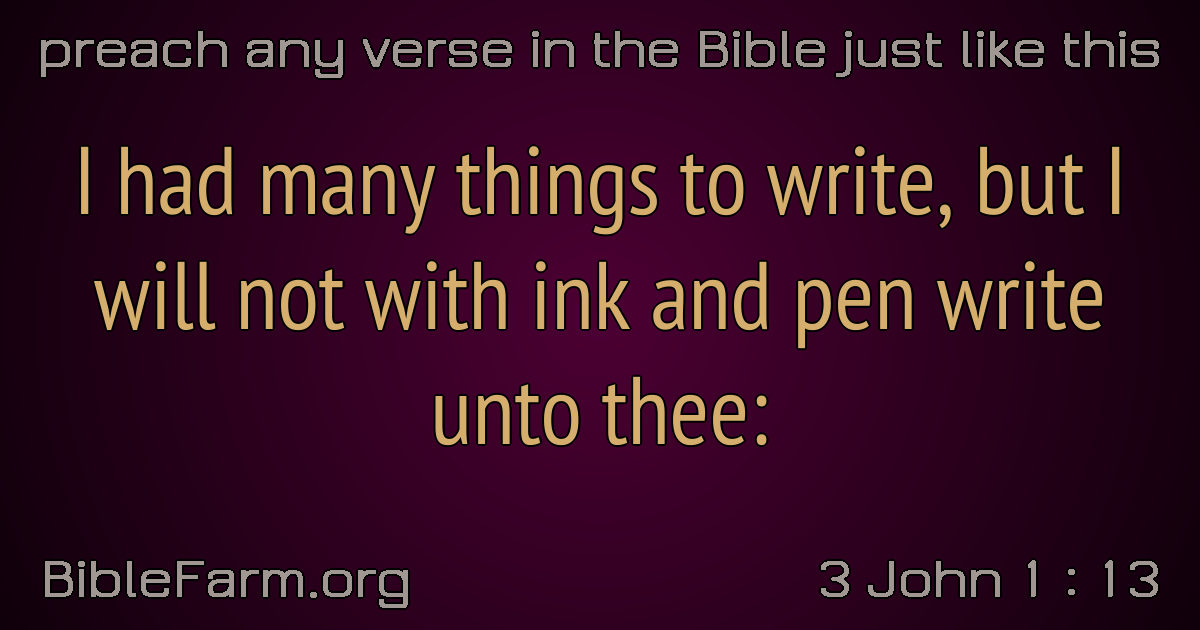 preach any verse in the Bible just like this
I had many things to write, but I
will not with ink and pen write
unto thee:
BibleFarm.org
3 John 1 : 13